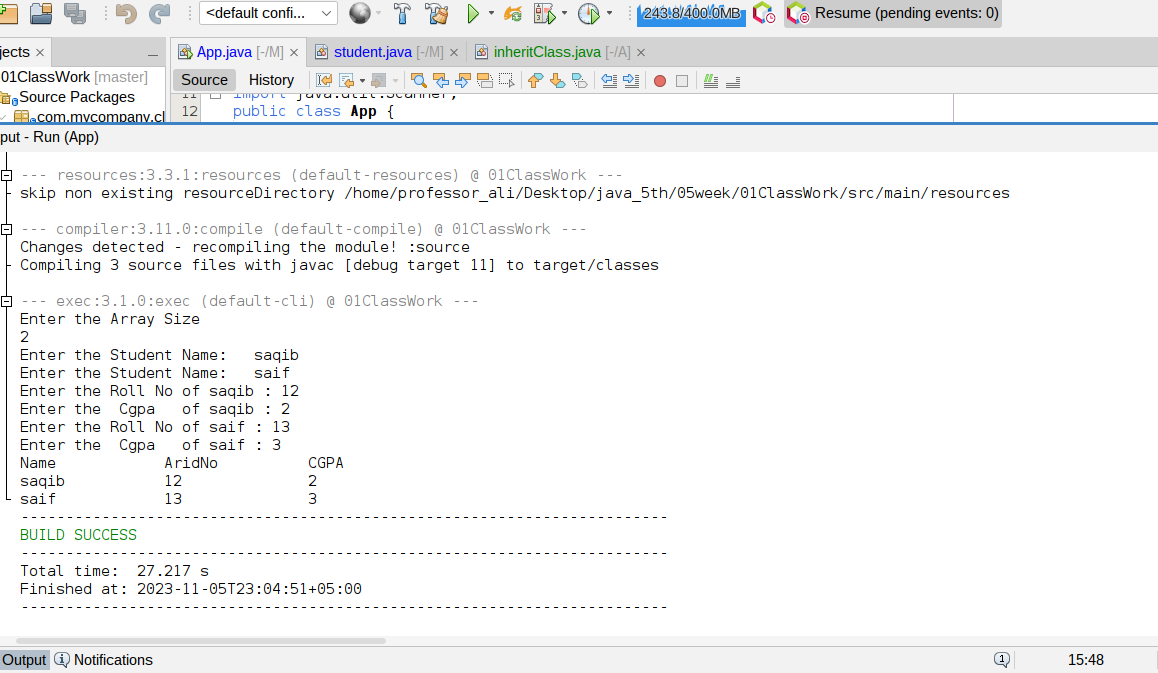 <default confi...
243.8/400.0MB
Resume (pending events: 0)
jects ×
App.java [-/M] ×
student.java [-/M] ×
inheritClass.java [-/A] ×
01ClassWork [master]
Source Packages
com.mycompany.cl
Source History
11 import java.util.Scanner;
12 public class App {
put - Run (App)
--- resources:3.3.1:resources (default-resources) @ 01ClassWork ---
skip non existing resourceDirectory /home/professor_ali/Desktop/java_5th/05week/01ClassWork/src/main/resources
--- compiler:3.11.0:compile (default-compile) @ 01ClassWork ---
Changes detected - recompiling the module! :source
Compiling 3 source files with javac [debug target 11] to target/classes
--- exec:3.1.0:exec (default-cli) @ 01ClassWork ---
Enter the Array Size
2
Enter the Student Name:   saqib
Enter the Student Name:   saif
Enter the Roll No of saqib : 12
Enter the  Cgpa   of saqib : 2
Enter the Roll No of saif : 13
Enter the  Cgpa   of saif : 3
Name            AridNo          CGPA
saqib           12              2
saif            13              3
------------------------------------------------------------------------
BUILD SUCCESS
------------------------------------------------------------------------
Total time:  27.217 s
Finished at: 2023-11-05T23:04:51+05:00
------------------------------------------------------------------------
Output Notifications
1
15:48